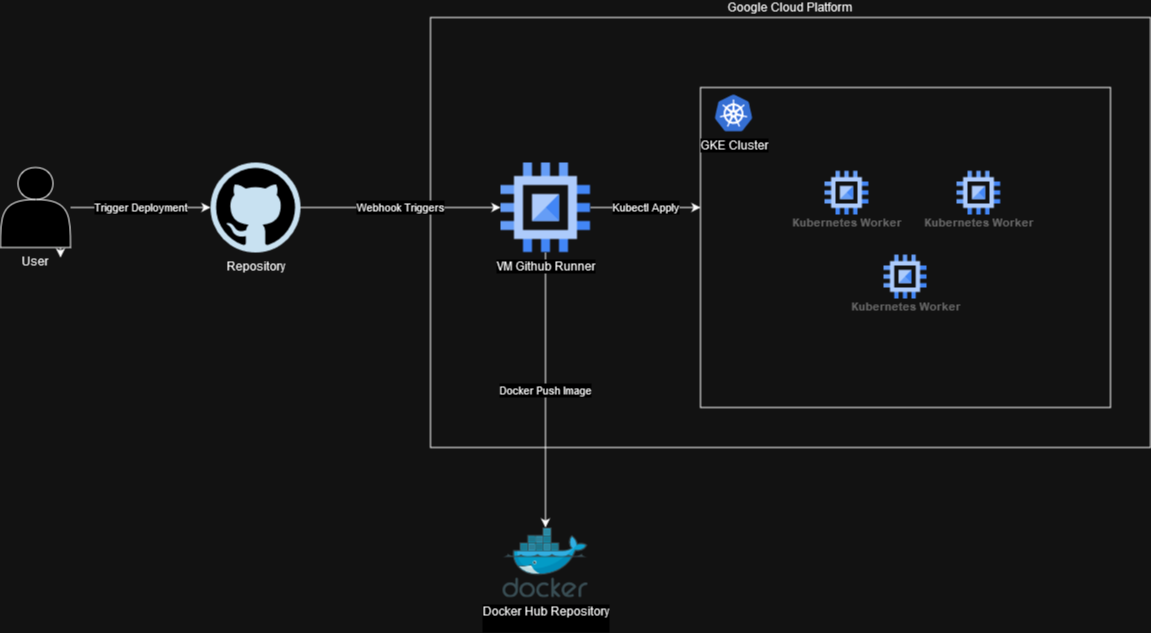 Google Cloud Platform
GKE Cluster
Trigger Deployment
Webhook Triggers
Kubectl Apply
Kubernetes Worker
Kubernetes Worker
User
Repository
VM Github Runner
Kubernetes Worker
Docker Push Image
docker
Docker Hub Repository